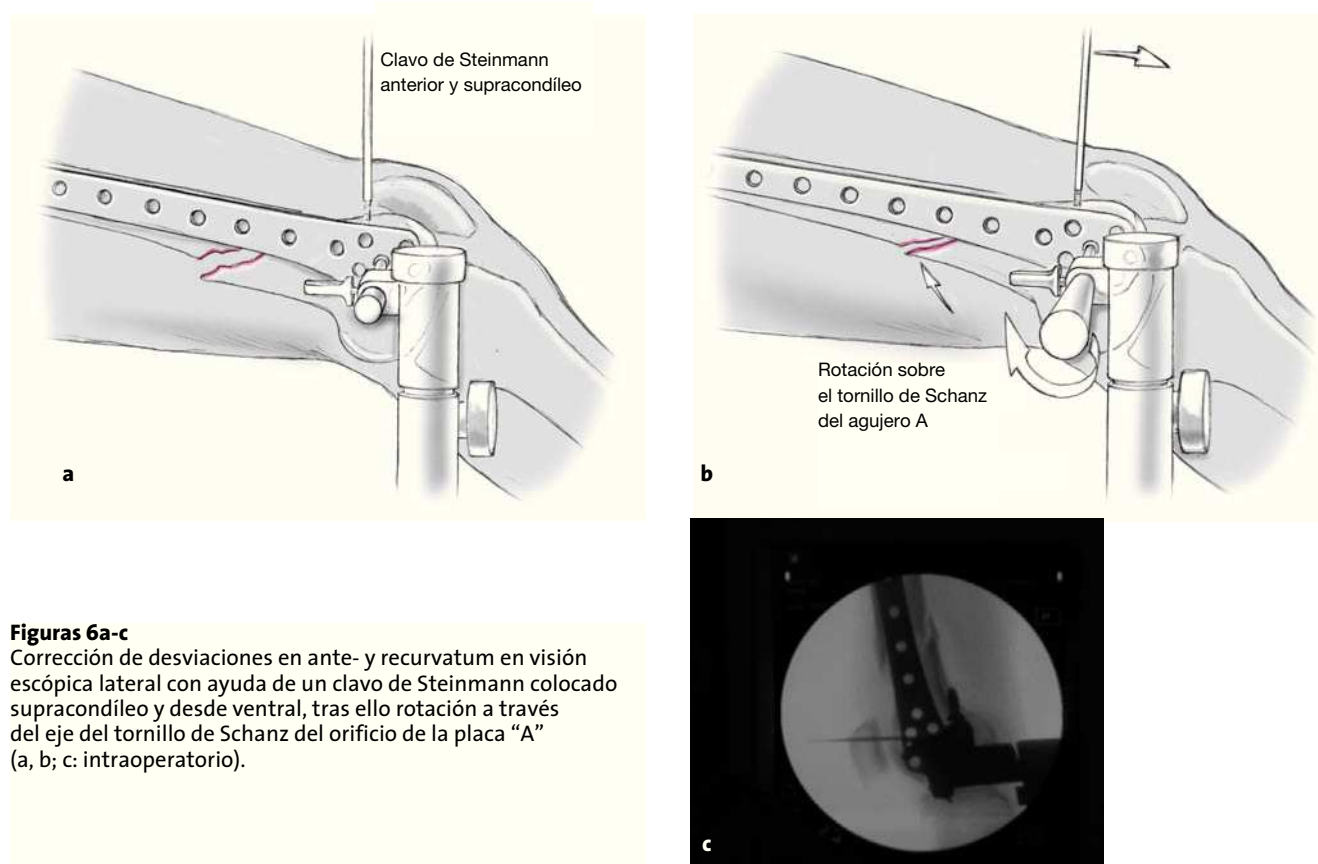 Clavo de Steinmann
anterior y supracondíleo
a
Rotación sobre
el tornillo de Schanz
del agujero A
b
Figuras 6a-c
Corrección de desviaciones en ante- y recurvatum en visión
escópica lateral con ayuda de un clavo de Steinmann colocado
supracondíleo y desde ventral, tras ello rotación a través
del eje del tornillo de Schanz del orificio de la placa “A”
(a, b; c: intraoperatorio).
c